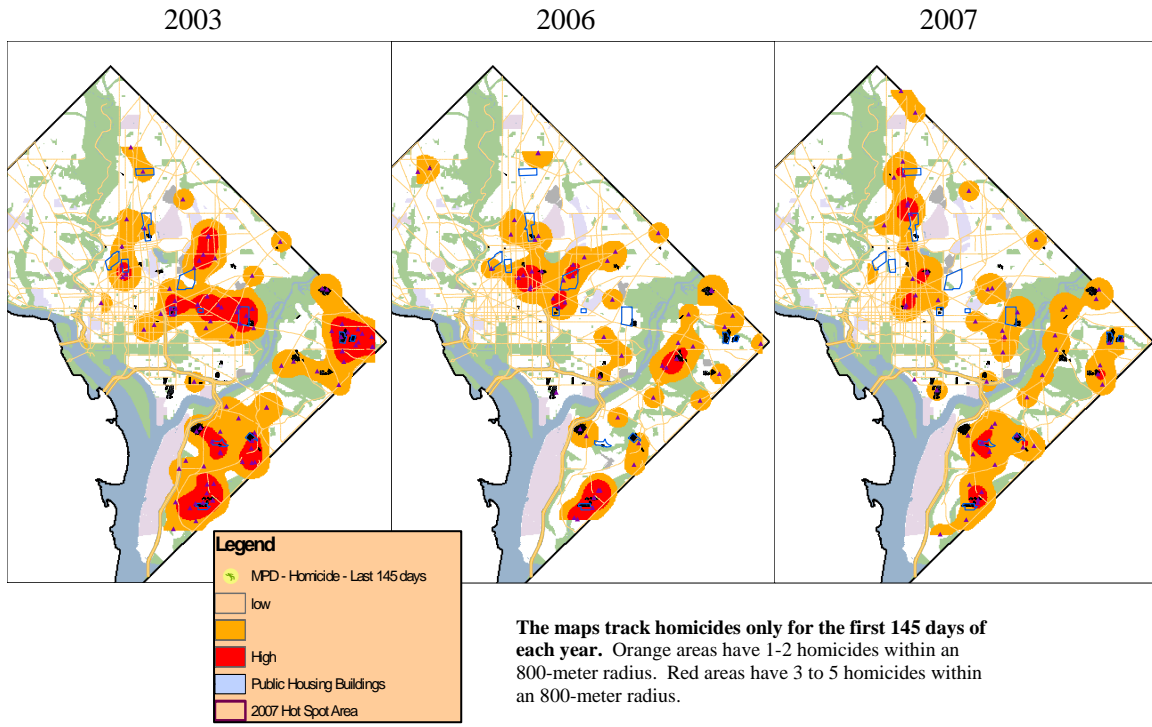 2003
2006
2007
Legend
MPD - Homicide - Last 145 days
low
High
Public Housing Buildings
2007 Hot Spot Area
The maps track homicides only for the first 145 days of
each year. Orange areas have 1-2 homicides within an
800-meter radius. Red areas have 3 to 5 homicides within
an 800-meter radius.